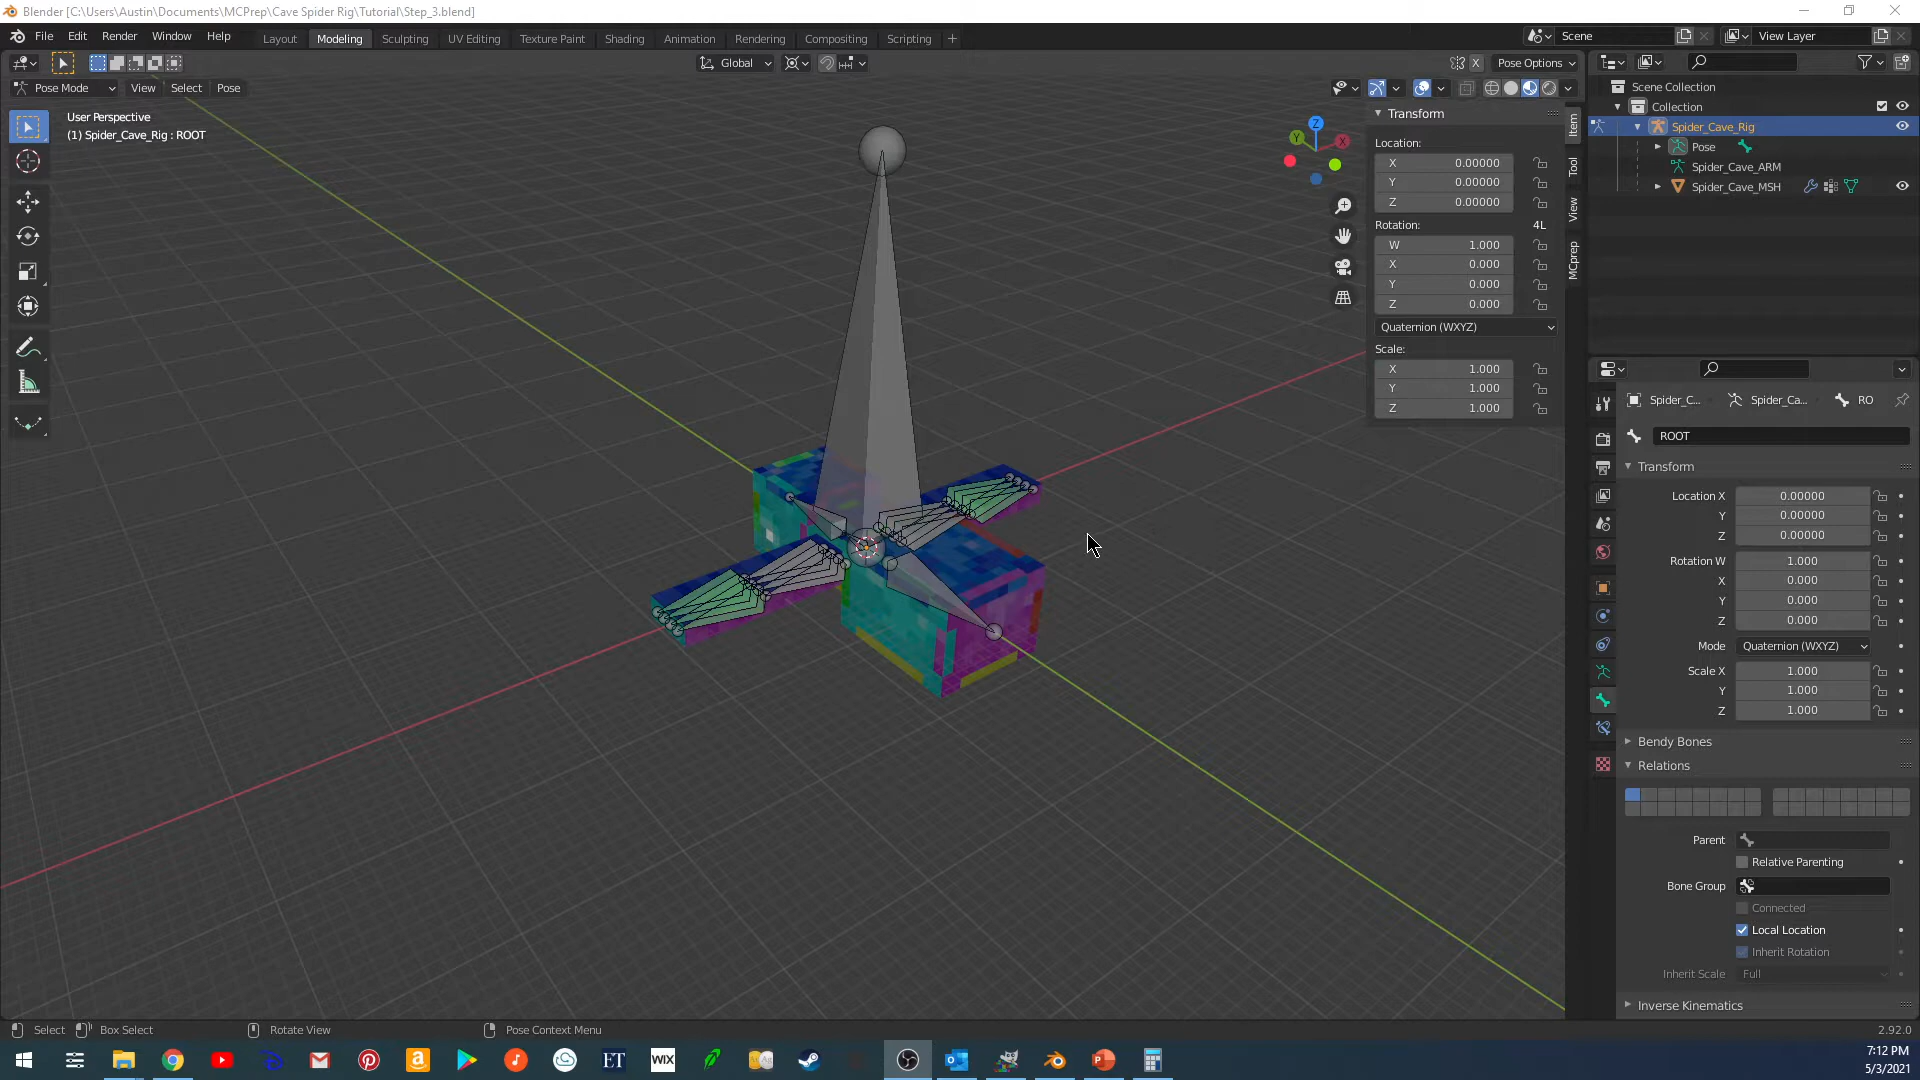 Blender [C:\Users\Austin\Documents\MCPrep\Cave Spider Rig\Tutorial\Step_3.blend]
File Edit Render Window Help
Layout Modeling Sculpting UV Editing Texture Paint Shading Animation Rendering Compositing Scripting
Scene
View Layer
Global
X
Pose Options
Pose Mode View Select Pose
User Perspective
(1) Spider_Cave_Rig : ROOT
Z
Y
X
Transform
Location:
X 0.00000
Y 0.00000
Z 0.00000
Rotation: 4L
W 1.000
X 0.000
Y 0.000
Z 0.000
Quaternion (WXYZ)
Scale:
X 1.000
Y 1.000
Z 1.000
Item
Tool
View
MCprep
Scene Collection
Collection
Spider_Cave_Rig
Pose
Spider_Cave_ARM
Spider_Cave_MSH
Spider_C... Spider_Ca... RO
ROOT
Transform
Location X 0.00000
Y 0.00000
Z 0.00000
Rotation W 1.000
X 0.000
Y 0.000
Z 0.000
Mode Quaternion (WXYZ)
Scale X 1.000
Y 1.000
Z 1.000
Bendy Bones
Relations
Parent
Relative Parenting
Bone Group
Connected
Local Location
Inherit Rotation
Inherit Scale Full
Inverse Kinematics
Select Box Select Rotate View Pose Context Menu 2.92.0
ET
WIX
7:12 PM
5/3/2021